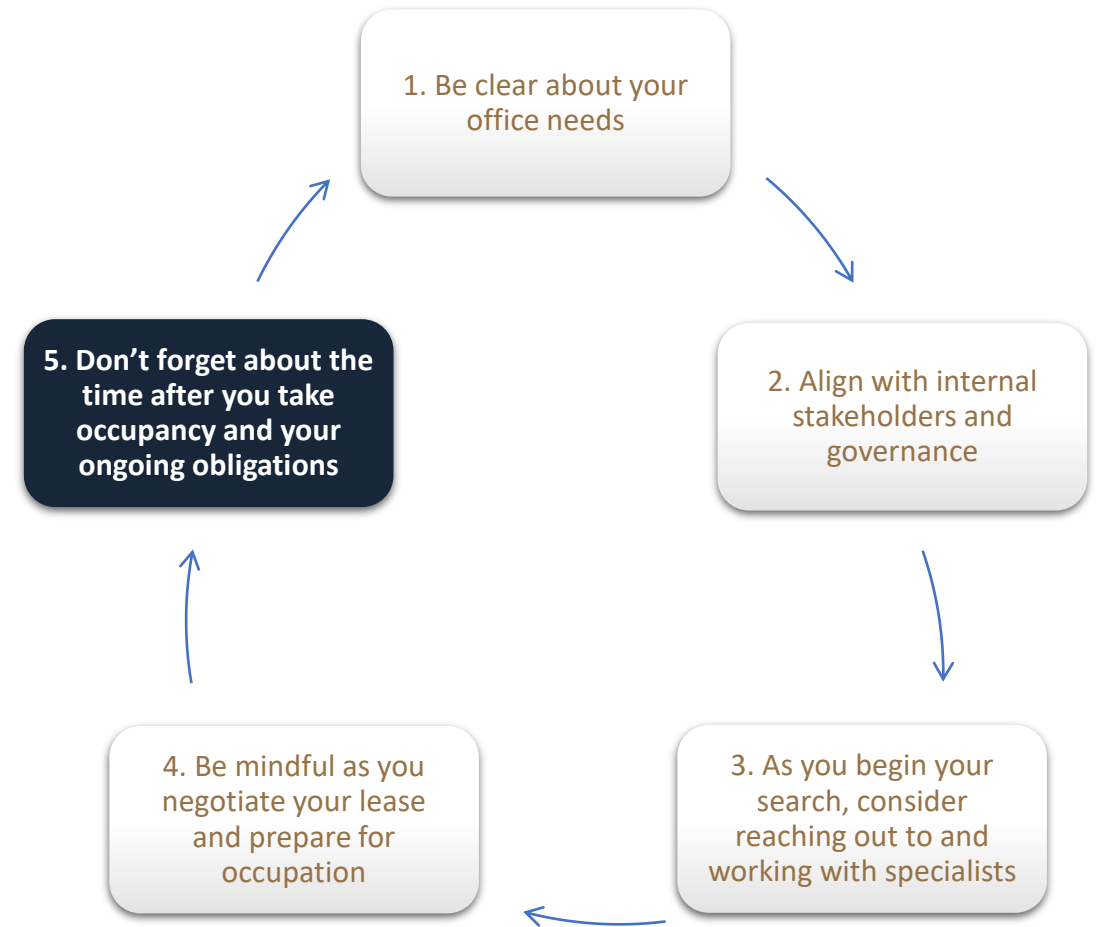 1. Be clear about your
office needs
2. Align with internal
stakeholders and
governance
3. As you begin your
search, consider
reaching out to and
working with specialists
4. Be mindful as you
negotiate your lease
and prepare for
occupation
5. Don’t forget about the
time after you take
occupancy and your
ongoing obligations